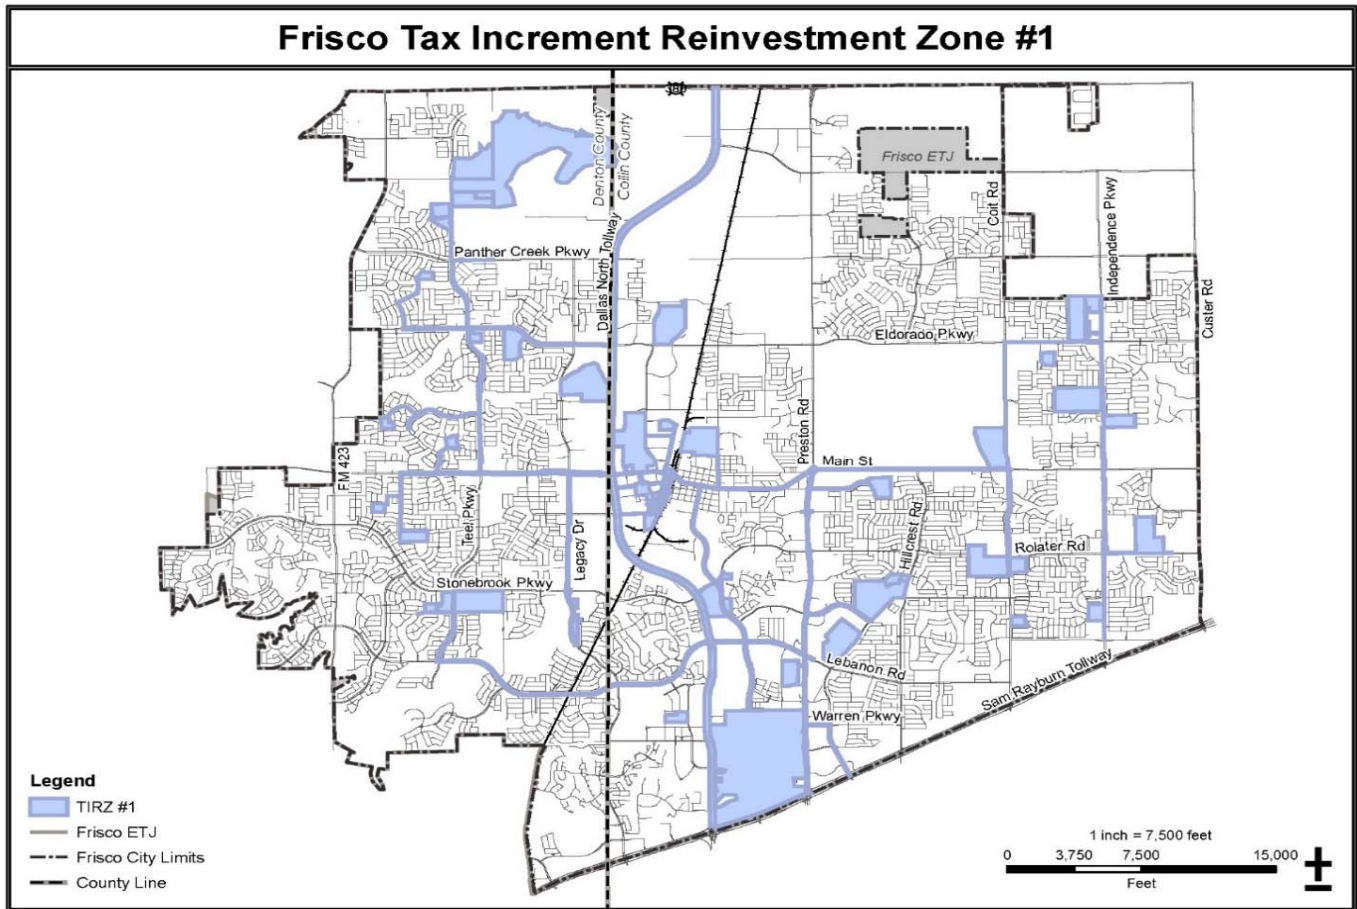 Frisco Tax Increment Reinvestment Zone #1
380
Denton County
Collin County
Frisco ETJ
Coit Rd
Independence Pkwy
Panther Creek Pkwy
Dallas North Tollway
Custer Rd
Eldorado Pkwy
Preston Rd
Main St
FM 423
Teel Pkwy
Legacy Dr
Hillcrest Rd
Rolater Rd
Stonebrook Pkwy
Lebanon Rd
Sam Rayburn Tollway
Warren Pkwy
Legend
TIRZ #1
Frisco ETJ
Frisco City Limits
County Line
1 inch = 7,500 feet
0 3,750 7,500 15,000
Feet